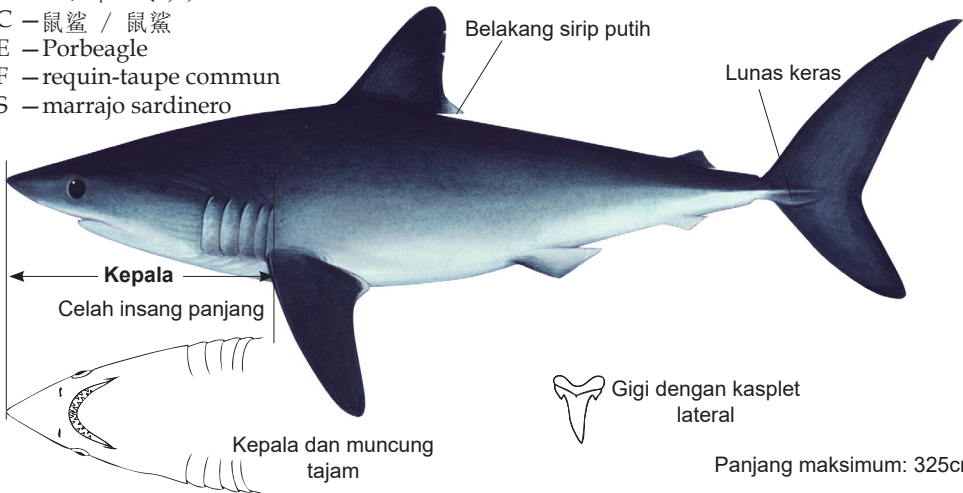 C – 鼠鲨 / 鼠鯊
E – Porbeagle
F – requin-taupe commun
S – marrajo sardinero
Belakang sirip putih
Lunas keras
Kepala
Celah insang panjang
Kepala dan muncung
tajam
Gigi dengan kasplet
lateral
Panjang maksimum: 325cm